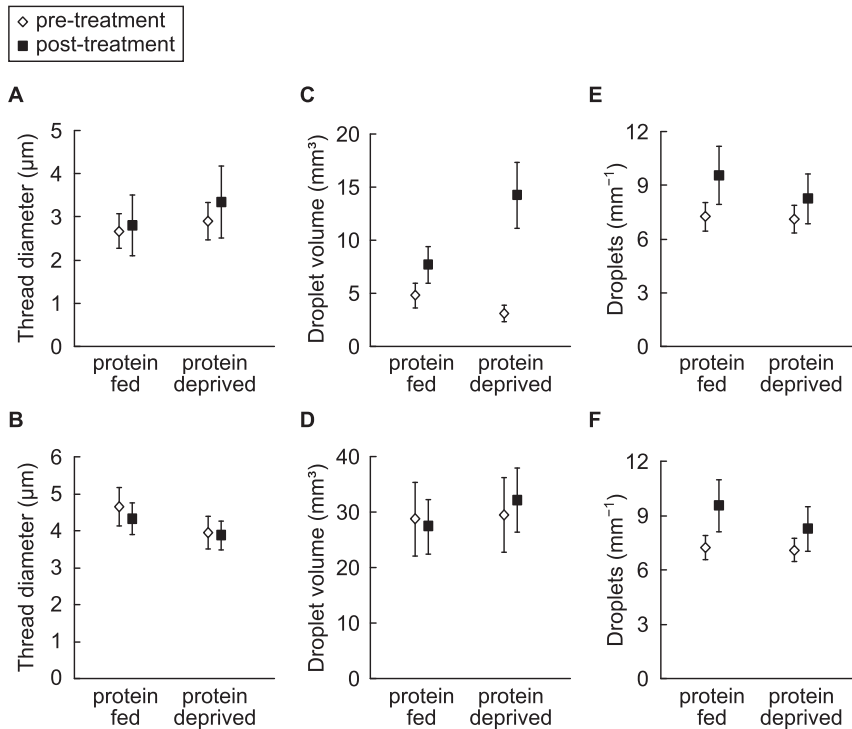 pre-treatment
post-treatment
A
Thread diameter (µm)
5
4
3
2
1
0
protein
fed
protein
deprived
C
Droplet volume (mm³)
20
15
10
5
0
protein
fed
protein
deprived
E
Droplets (mm⁻¹)
12
9
6
3
0
protein
fed
protein
deprived
B
Thread diameter (µm)
6
5
4
3
2
1
0
protein
fed
protein
deprived
D
Droplet volume (mm³)
40
30
20
10
0
protein
fed
protein
deprived
F
Droplets (mm⁻¹)
12
9
6
3
0
protein
fed
protein
deprived